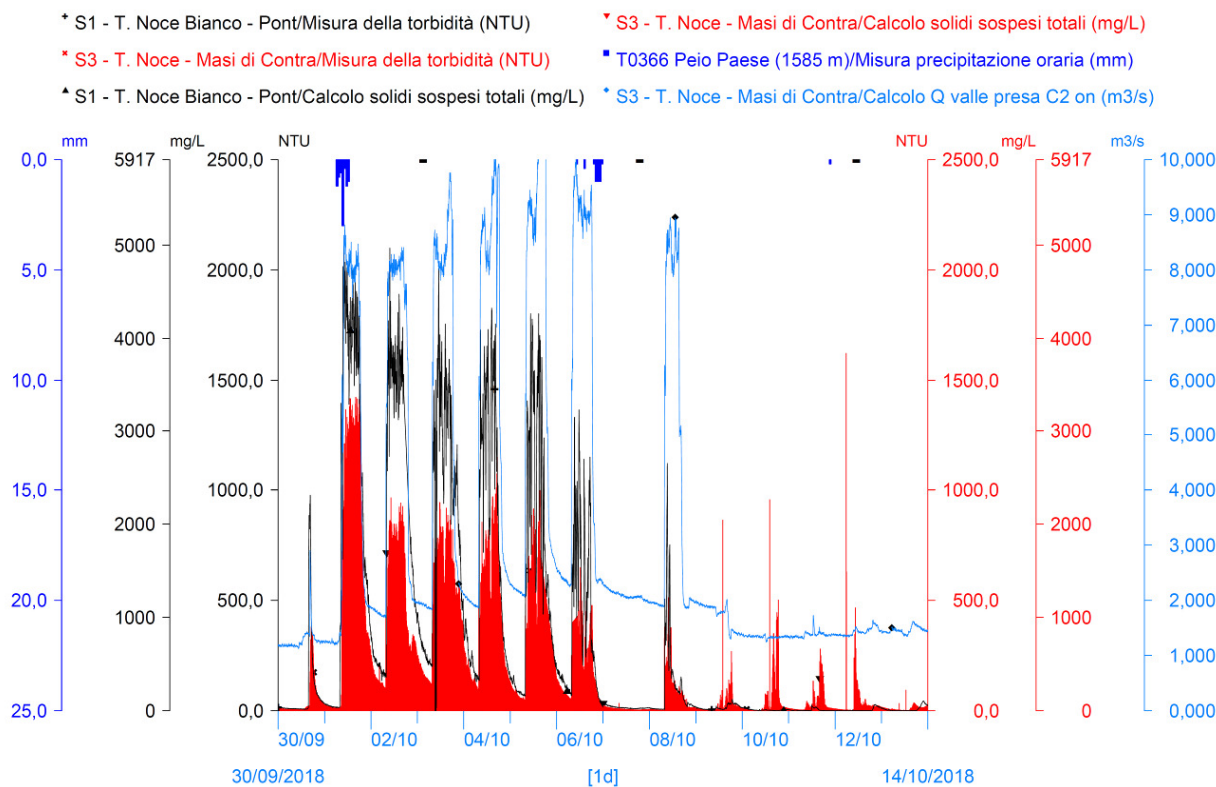 S1 - T. Noce Bianco - Pont/Misura della torbidità (NTU)
S3 - T. Noce - Masi di Contra/Calcolo solidi sospesi totali (mg/L)
S3 - T. Noce - Masi di Contra/Misura della torbidità (NTU)
T0366 Peio Paese (1585 m)/Misura precipitazione oraria (mm)
S1 - T. Noce Bianco - Pont/Calcolo solidi sospesi totali (mg/L)
S3 - T. Noce - Masi di Contra/Calcolo Q valle presa C2 on (m3/s)
mm mg/L NTU NTU mg/L m3/s
0,0 5917 2500,0 2500,0 5917 10,000
9,000
5000 5000
5,0 2000,0 2000,0 8,000
4000 4000 7,000
10,0 1500,0 1500,0 6,000
3000 3000 5,000
15,0 1000,0 1000,0 4,000
2000 2000
3,000
20,0 500,0 500,0 2,000
1000 1000
1,000
25,0 0 0,0 0,0 0 0,000
30/09 02/10 04/10 06/10 08/10 10/10 12/10
30/09/2018 [1d] 14/10/2018